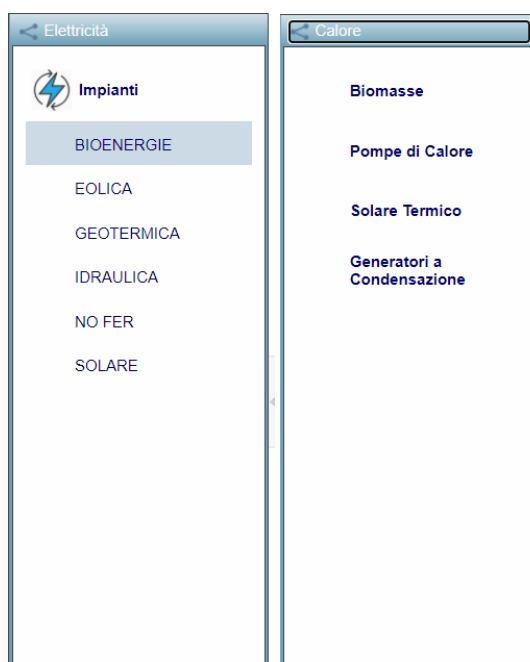 Elettricità
Impianti
BIOENERGIE
EOLICA
GEOTERMICA
IDRAULICA
NO FER
SOLARE
Calore
Biomasse
Pompe di Calore
Solare Termico
Generatori a
Condensazione